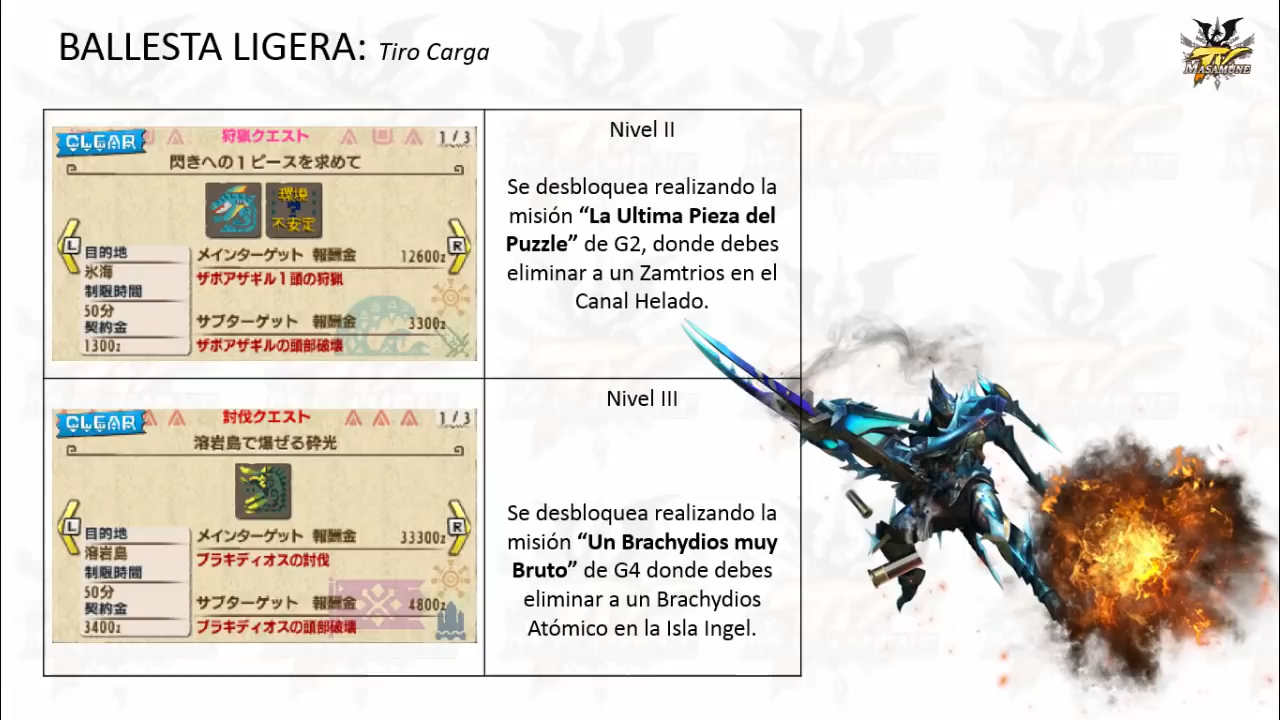 BALLESTA LIGERA: Tiro Carga
TV
MASAMUNE
CLEAR
狩猟クエスト
1/3
閃きへの1ピースを求めて
環境
不安定
L
R
目的地
氷海
制限時間
50分
契約金
1300z
メインターゲット 報酬金 12600z
ザボアザギル1頭の狩猟
サブターゲット 報酬金 3300z
ザボアザギルの頭部破壊
Nivel II
Se desbloquea realizando la
misión “La Ultima Pieza del
Puzzle” de G2, donde debes
eliminar a un Zamtrios en el
Canal Helado.
CLEAR
討伐クエスト
1/3
溶岩島で爆ぜる砕光
L
R
目的地
溶岩島
制限時間
50分
契約金
3400z
メインターゲット 報酬金 33300z
ブラキディオスの討伐
サブターゲット 報酬金 4800z
ブラキディオスの頭部破壊
Nivel III
Se desbloquea realizando la
misión “Un Brachydios muy
Bruto” de G4 donde debes
eliminar a un Brachydios
Atómico en la Isla Ingel.